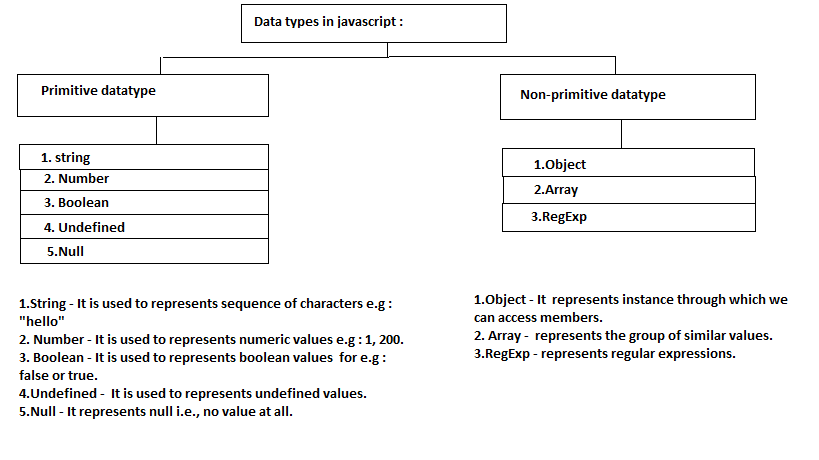 Data types in javascript :
Primitive datatype
1. string
2. Number
3. Boolean
4. Undefined
5.Null
Non-primitive datatype
1.Object
2.Array
3.RegExp
1.String - It is used to represents sequence of characters e.g :
"hello"
2. Number - It is used to represents numeric values e.g : 1, 200.
3. Boolean - It is used to represents boolean values for e.g :
false or true.
4.Undefined - It is used to represents undefined values.
5.Null - It represents null i.e., no value at all.
1.Object - It represents instance through which we
can access members.
2. Array - represents the group of similar values.
3.RegExp - represents regular expressions.